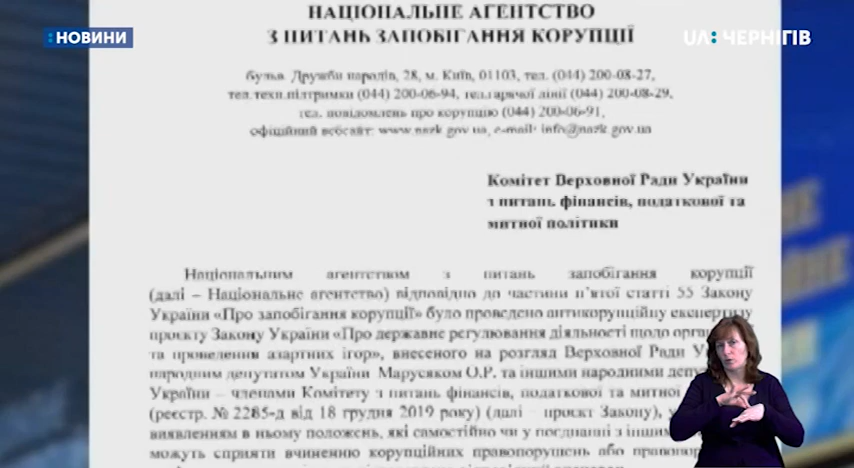 НОВИНИ
UA: ЧЕРНІГІВ
НАЦІОНАЛЬНЕ АГЕНТСТВО
З ПИТАНЬ ЗАПОБІГАННЯ КОРУПЦІЇ
бульв. Дружби народів, 28, м. Київ, 01103, тел. (044) 200-08-27,
тел.техн.підтримки (044) 200-06-94, тел.гарячої лінії (044) 200-08-29,
тел. повідомлень про корупцію (044) 200-06-91,
офіційний вебсайт: www.nazk.gov.ua, e-mail: info@nazk.gov.ua
Комітет Верховної Ради України
з питань фінансів, податкової та
митної політики
Національним агентством з питань запобігання корупції
(далі – Національне агентство) відповідно до частини п’ятої статті 55 Закону
України «Про запобігання корупції» було проведено антикорупційну експертизу
проєкту Закону України «Про державне регулювання діяльності щодо
та проведення азартних ігор», внесеного на розгляд Верховної Ради
народним депутатом України Марусяком О.Р. та іншими народними
України – членами Комітету з питань фінансів, податкової та митної
(реєстр. № 2285-д від 18 грудня 2019 року) (далі – проєкт Закону),
виявленням в ньому положень, які самостійно чи у поєднанні з
можуть сприяти вчиненню корупційних правопорушень або